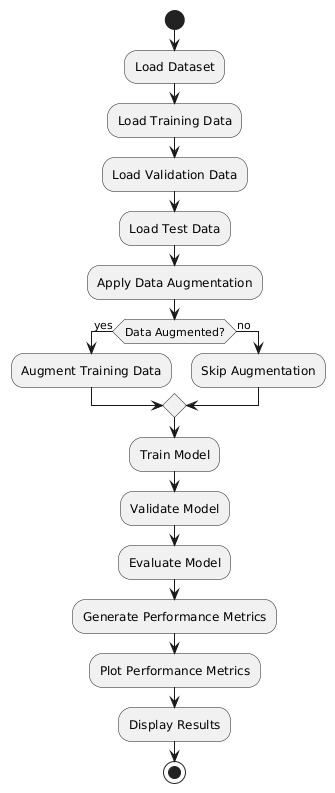 Load Dataset
Load Training Data
Load Validation Data
Load Test Data
Apply Data Augmentation
yes
Data Augmented?
no
Augment Training Data
Skip Augmentation
Train Model
Validate Model
Evaluate Model
Generate Performance Metrics
Plot Performance Metrics
Display Results